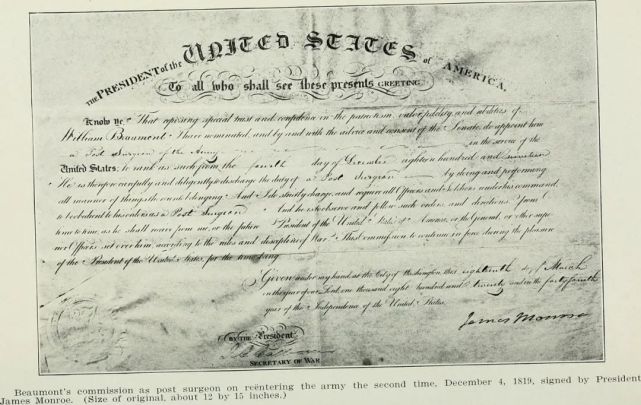 THE PRESIDENT of the UNITED STATES of AMERICA,
To all who shall see these presents GREETING.
Know Ye, That reposing special trust and confidence in the patriotism, valor, fidelity, and abilities of
William Beaumont I have nominated, and by and with the advice and consent of the Senate, do appoint him
a Post Surgeon of the Army in the service of the
United States: to rank as such from the fourth day of December eighteen hundred and nineteen
He is therefore carefully and diligently to discharge the duty of a Post Surgeon by doing and performing
all manner of things thereunto belonging. And I do strictly charge, and require all Officers and Soldiers under his command,
to be obedient to his orders as a Post Surgeon And he is to observe and follow such orders, and directions from
time to time, as he shall receive from me, or the future President of the United States of America, or the General, or other supe-
rior Officers set over him, according to the rules and discipline of War. This Commission to continue in force during the pleasure
of the President of the United States, for the time being.
Given under my hand, at the City of Washington, this eighteenth day of March
in the year of our Lord, one thousand eight hundred and twenty and in the forty fourth
year of the Independence of the United States.
James Monroe
BY THE President,
SECRETARY OF WAR
Beaumont's commission as post surgeon on reëntering the army the second time, December 4, 1819, signed by President
James Monroe. (Size of original, about 12 by 15 inches.)